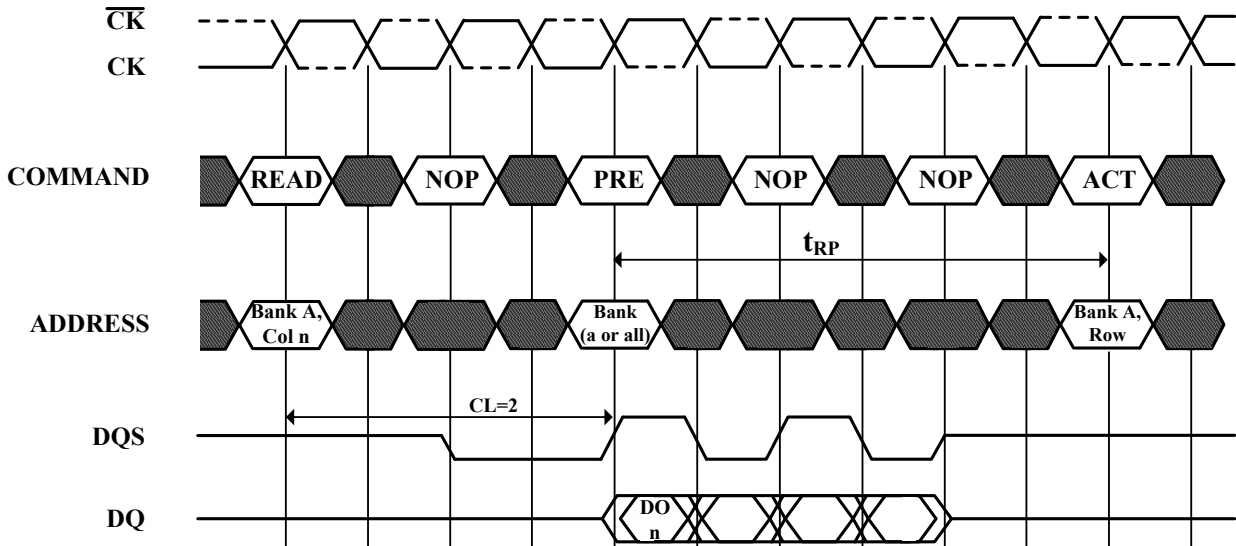 CK
CK
COMMAND
READ
NOP
PRE
NOP
NOP
ACT
tRP
ADDRESS
Bank A,
Col n
Bank
(a or all)
Bank A,
Row
CL=2
DQS
DQ
DO
n